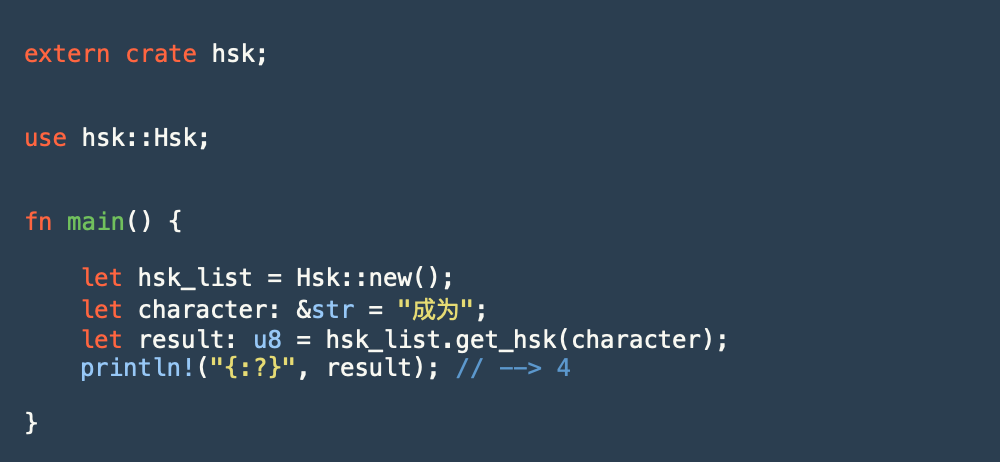 extern crate hsk;
use hsk::Hsk;
fn main() {
    let hsk_list = Hsk::new();
    let character: &str = "成为";
    let result: u8 = hsk_list.get_hsk(character);
    println!("{:?}", result); // --> 4
}